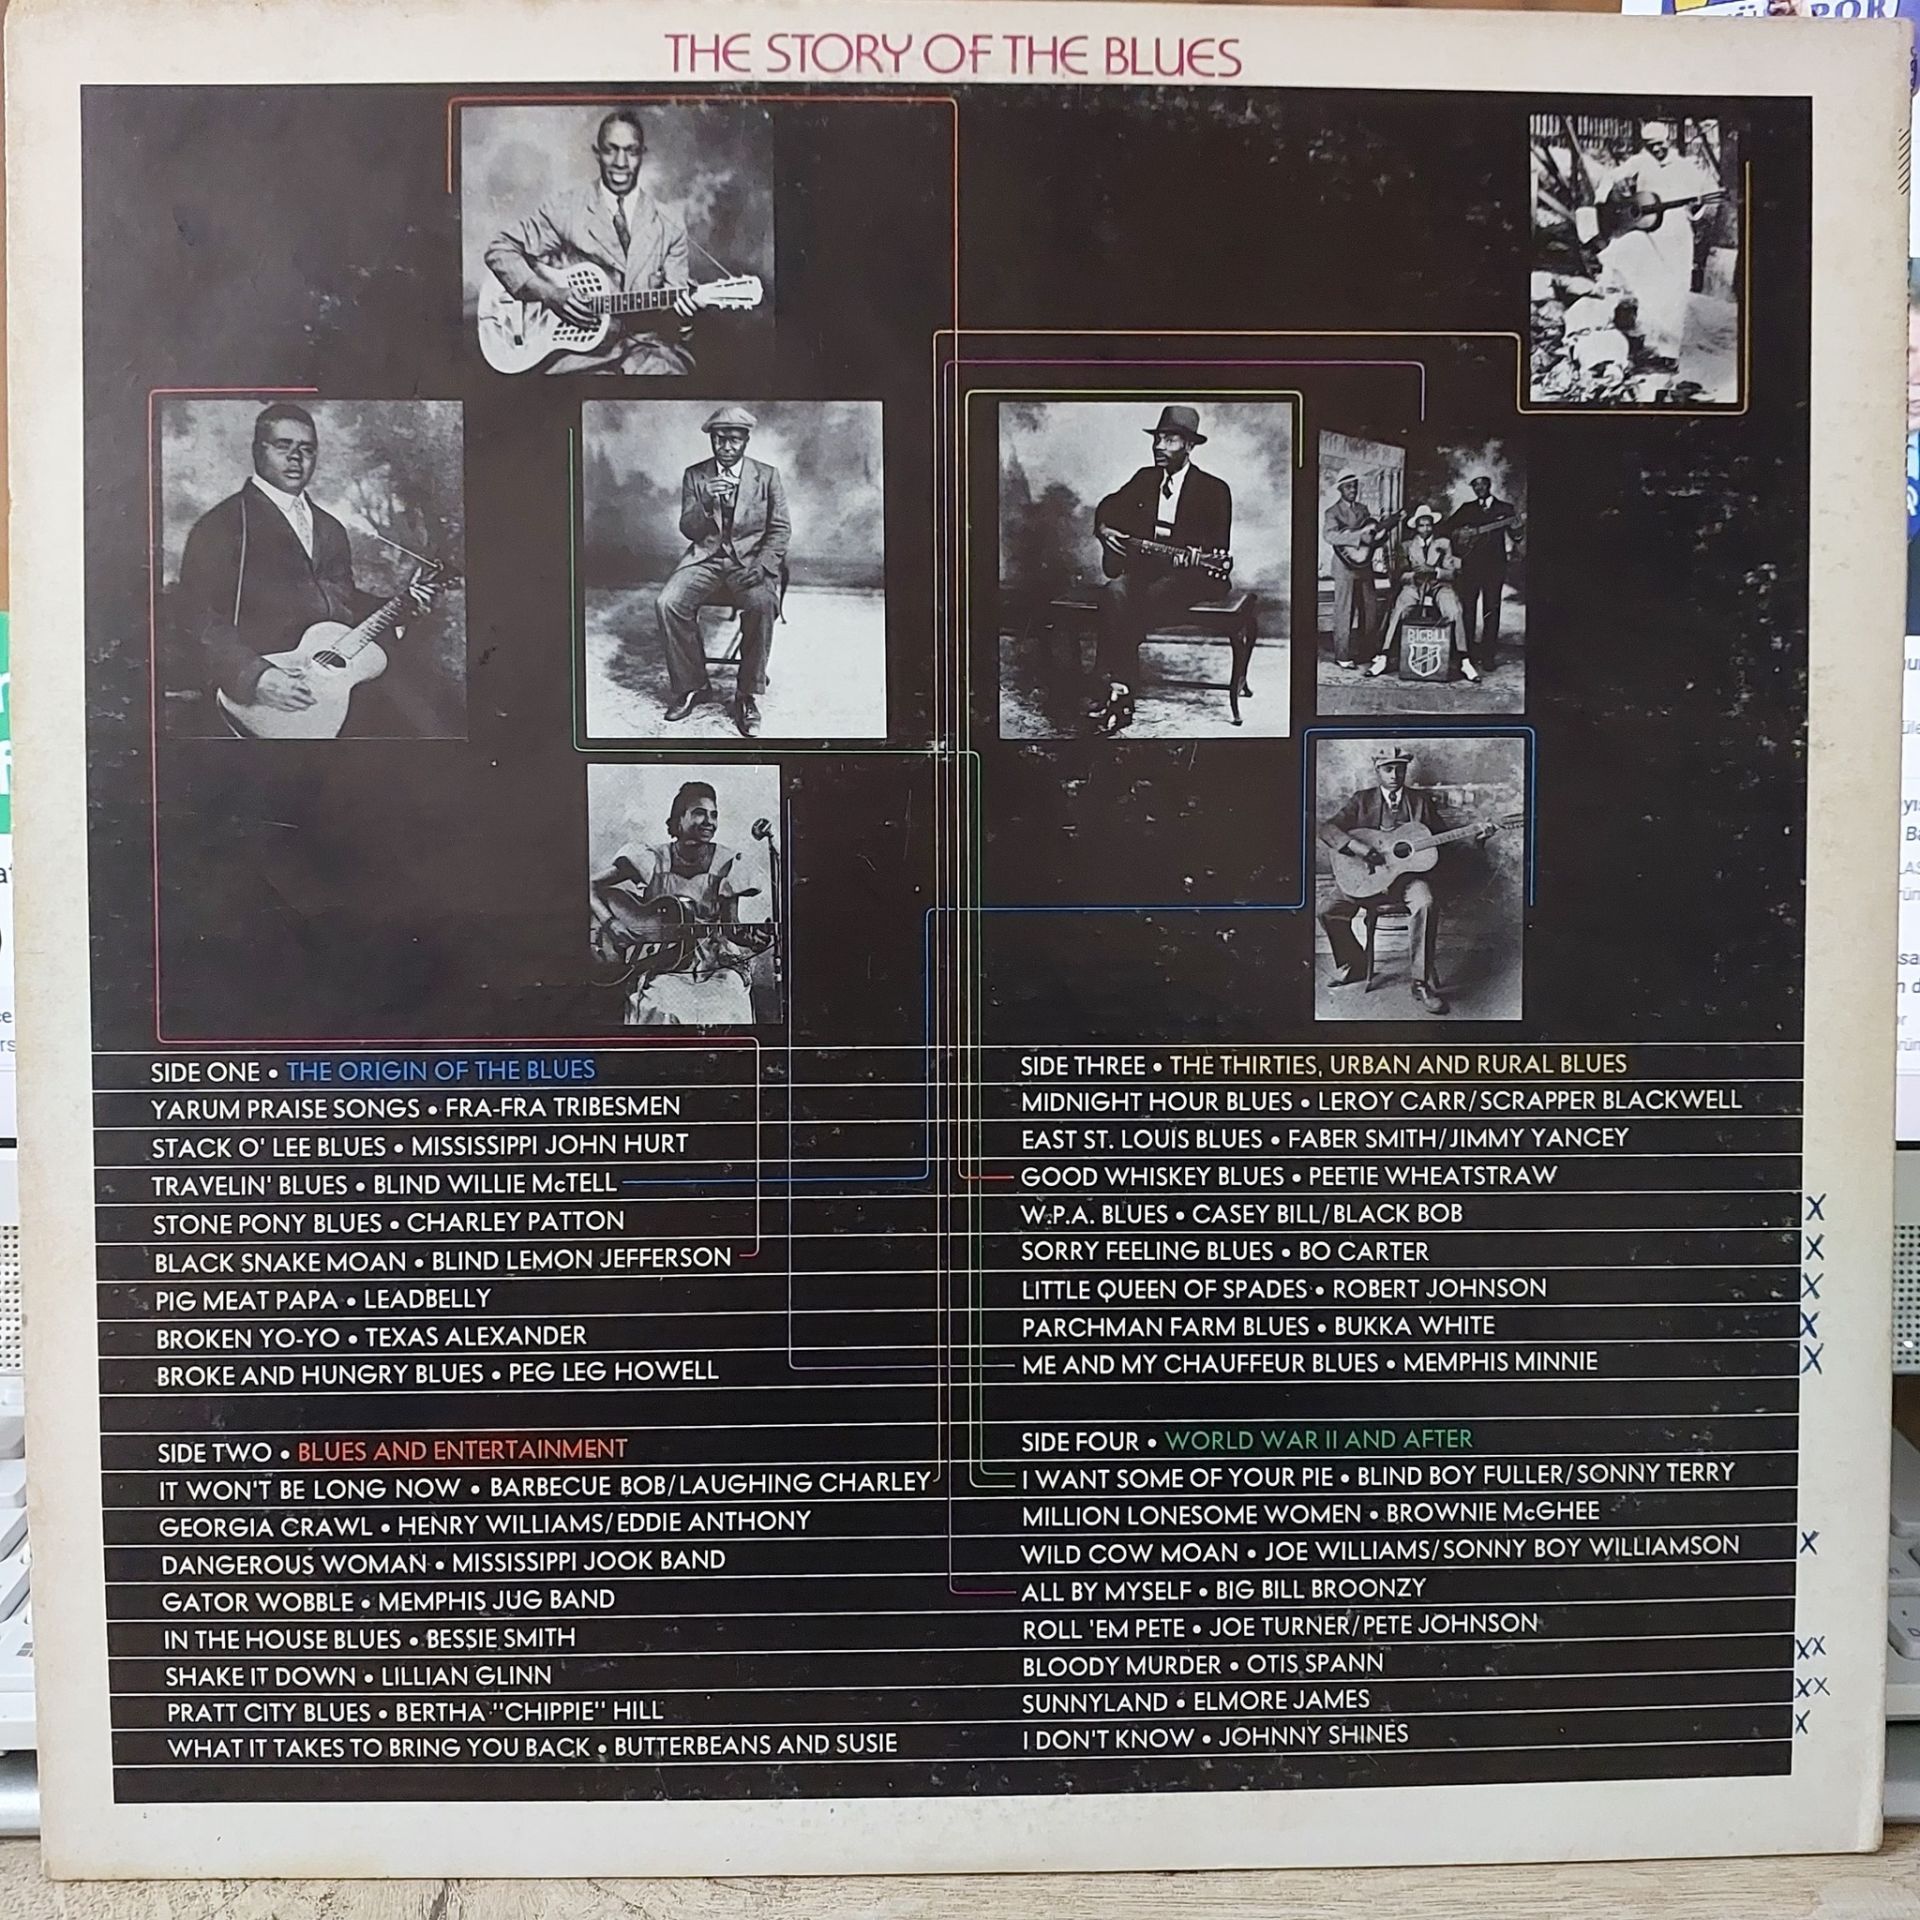 THE STORY OF THE BLUES
BIG BILL
SIDE ONE • THE ORIGIN OF THE BLUES
YARUM PRAISE SONGS • FRA-FRA TRIBESMEN
STACK O' LEE BLUES • MISSISSIPPI JOHN HURT
TRAVELIN' BLUES • BLIND WILLIE McTELL
STONE PONY BLUES • CHARLEY PATTON
BLACK SNAKE MOAN • BLIND LEMON JEFFERSON
PIG MEAT PAPA • LEADBELLY
BROKEN YO-YO • TEXAS ALEXANDER
BROKE AND HUNGRY BLUES • PEG LEG HOWELL
SIDE TWO • BLUES AND ENTERTAINMENT
IT WON'T BE LONG NOW • BARBECUE BOB/LAUGHING CHARLEY
GEORGIA CRAWL • HENRY WILLIAMS/EDDIE ANTHONY
DANGEROUS WOMAN • MISSISSIPPI JOOK BAND
GATOR WOBBLE • MEMPHIS JUG BAND
IN THE HOUSE BLUES • BESSIE SMITH
SHAKE IT DOWN • LILLIAN GLINN
PRATT CITY BLUES • BERTHA "CHIPPIE" HILL
WHAT IT TAKES TO BRING YOU BACK • BUTTERBEANS AND SUSIE
SIDE THREE • THE THIRTIES, URBAN AND RURAL BLUES
MIDNIGHT HOUR BLUES • LEROY CARR/SCRAPPER BLACKWELL
EAST ST. LOUIS BLUES • FABER SMITH/JIMMY YANCEY
GOOD WHISKEY BLUES • PEETIE WHEATSTRAW
W.P.A. BLUES • CASEY BILL/BLACK BOB X
SORRY FEELING BLUES • BO CARTER X
LITTLE QUEEN OF SPADES • ROBERT JOHNSON X
PARCHMAN FARM BLUES • BUKKA WHITE X
ME AND MY CHAUFFEUR BLUES • MEMPHIS MINNIE X
SIDE FOUR • WORLD WAR II AND AFTER
I WANT SOME OF YOUR PIE • BLIND BOY FULLER/SONNY TERRY
MILLION LONESOME WOMEN • BROWNIE McGHEE
WILD COW MOAN • JOE WILLIAMS/SONNY BOY WILLIAMSON X
ALL BY MYSELF • BIG BILL BROONZY
ROLL 'EM PETE • JOE TURNER/PETE JOHNSON
BLOODY MURDER • OTIS SPANN XX
SUNNYLAND • ELMORE JAMES XX
I DON'T KNOW • JOHNNY SHINES X